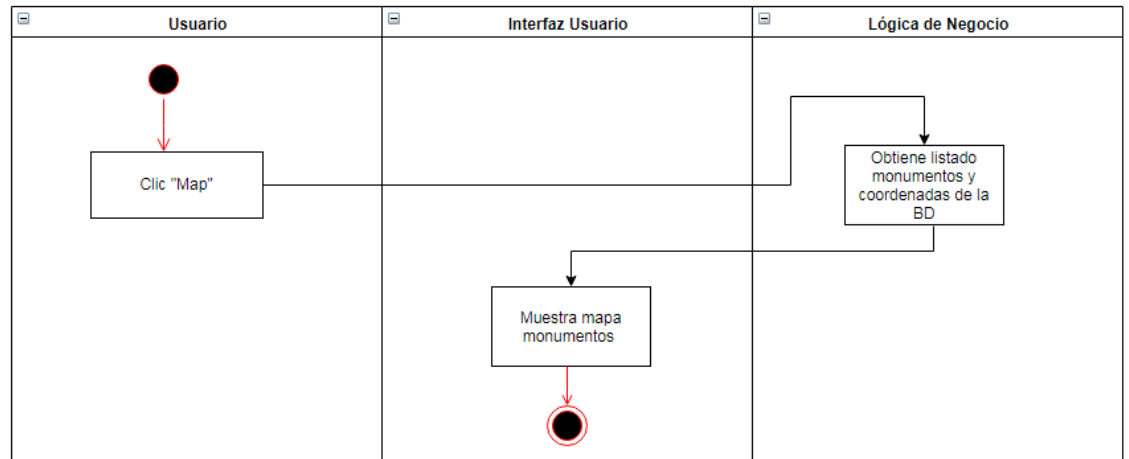 Usuario
Interfaz Usuario
Lógica de Negocio
Clic "Map"
Obtiene listado
monumentos y
coordenadas de la
BD
Muestra mapa
monumentos